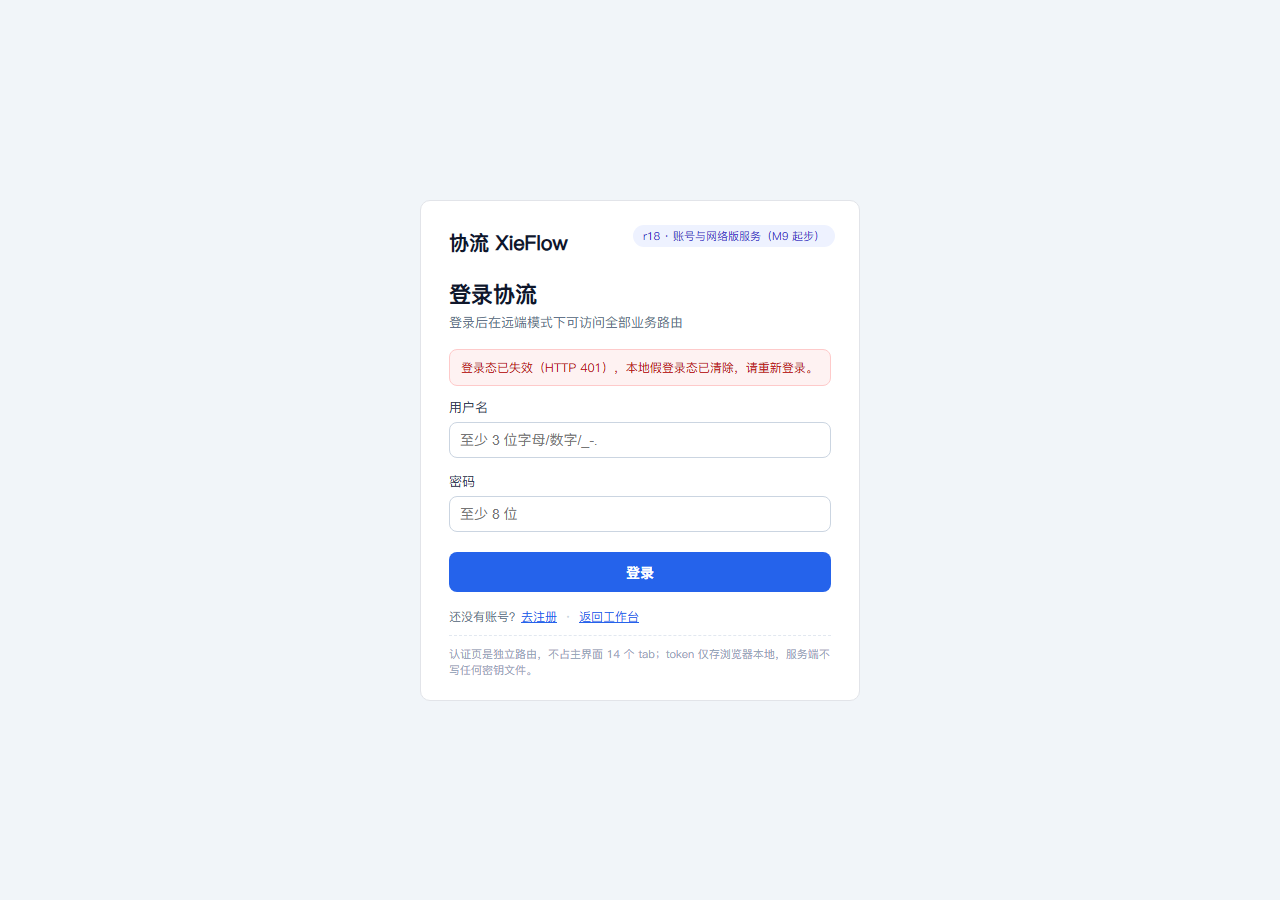 协流 XieFlow
r18 · 账号与网络版服务（M9 起步）
登录协流
登录后在远端模式下可访问全部业务路由
登录态已失效（HTTP 401），本地假登录态已清除，请重新登录。
用户名
至少 3 位字母/数字/_-.
密码
至少 8 位
登录
还没有账号？去注册 · 返回工作台
认证页是独立路由，不占主界面 14 个 tab；token 仅存浏览器本地，服务端不
写任何密钥文件。